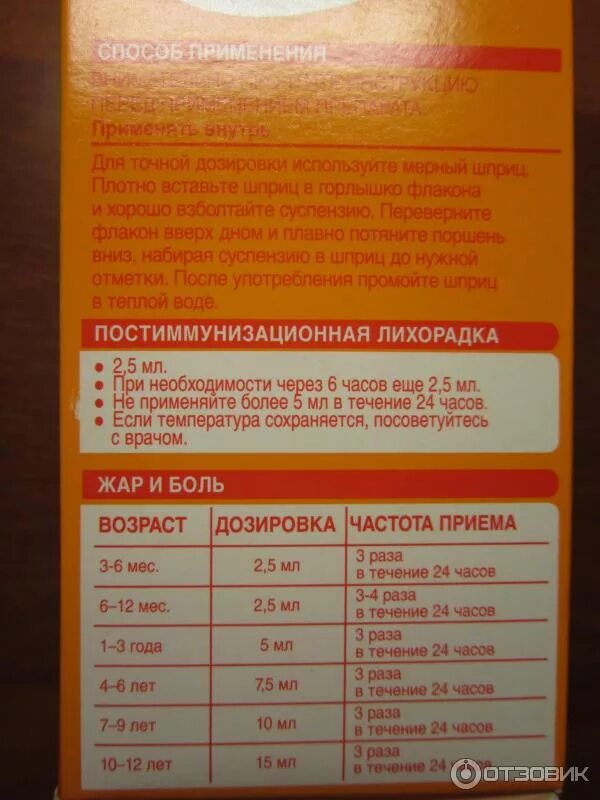 СПОСОБ ПРИМЕНЕНИЯ
ВНИМАТЕЛЬНО ПРОЧТИТЕ ИНСТРУКЦИЮ
ПЕРЕД ПРИМЕНЕНИЕМ ПРЕПАРАТА.
Применять внутрь
Для точной дозировки используйте мерный шприц.
Плотно вставьте шприц в горлышко флакона
и хорошо взболтайте суспензию. Переверните
флакон вверх дном и плавно потяните поршень
вниз, набирая суспензию в шприц до нужной
отметки. После употребления промойте шприц
в теплой воде.
ПОСТИММУНИЗАЦИОННАЯ ЛИХОРАДКА
• 2,5 мл.
• При необходимости через 6 часов еще 2,5 мл.
• Не применяйте более 5 мл в течение 24 часов.
• Если температура сохраняется, посоветуйтесь
с врачом.
ЖАР И БОЛЬ
ВОЗРАСТ ДОЗИРОВКА ЧАСТОТА ПРИЕМА
3-6 мес. 2,5 мл 3 раза
в течение 24 часов
6–12 мес. 2,5 мл 3-4 раза
в течение 24 часов
1–3 года 5 мл 3 раза
в течение 24 часов
4–6 лет 7,5 мл 3 раза
в течение 24 часов
7–9 лет 10 мл 3 раза
в течение 24 часов
10–12 лет 15 мл 3 раза
в течение 24 часов
ОТЗОВИК